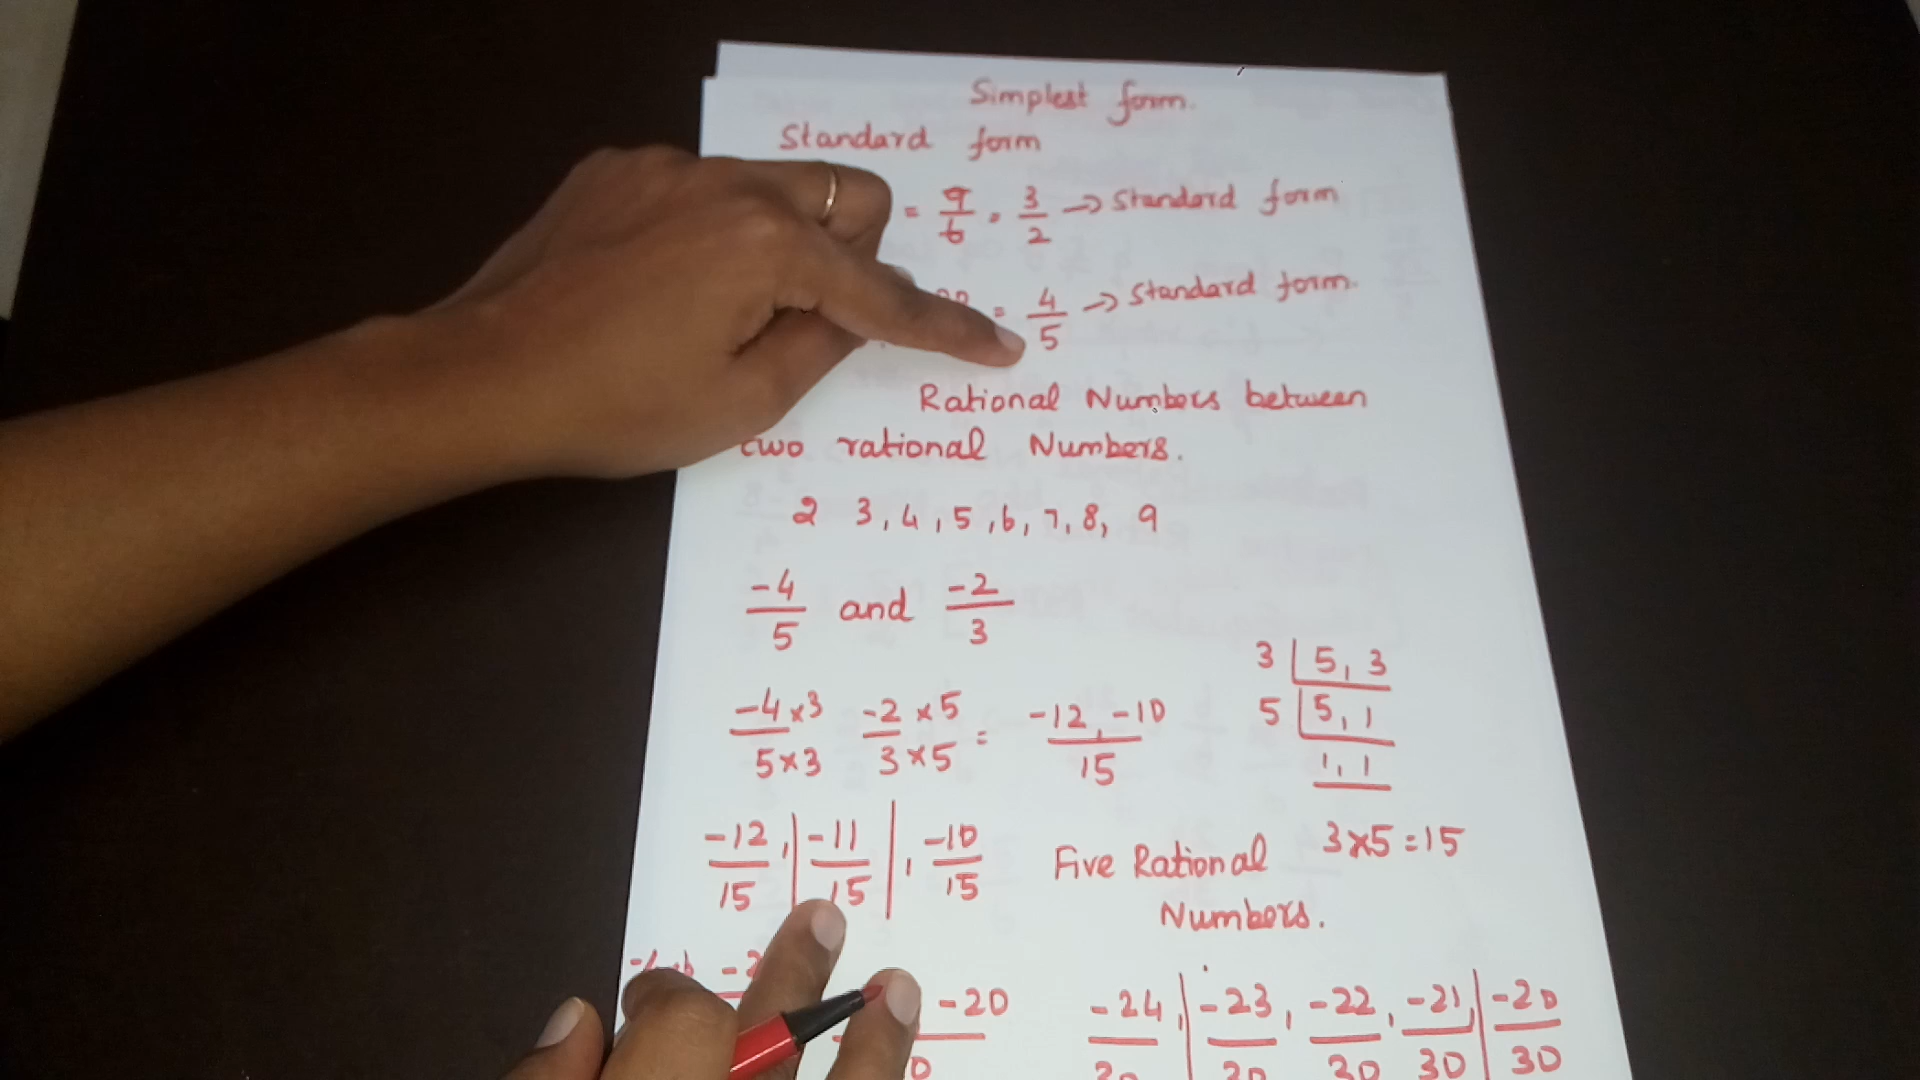 Simplest form.
Standard form
= 9/6 = 3/2 → Standard form
= 4/5 → Standard form.
Rational Numbers between
two rational Numbers.
2 3, 4, 5, 6, 7, 8, 9
-4/5 and -2/3
3 | 5, 3
5 | 5, 1
1, 1
-4×3/5×3 -2×5/3×5 = -12, -10/15
3×5=15
-12/15, | -11/15 | , -10/15
Five Rational
Numbers.
-20
-24/30, | -23/30, -22/30, -21/30 | -20/30